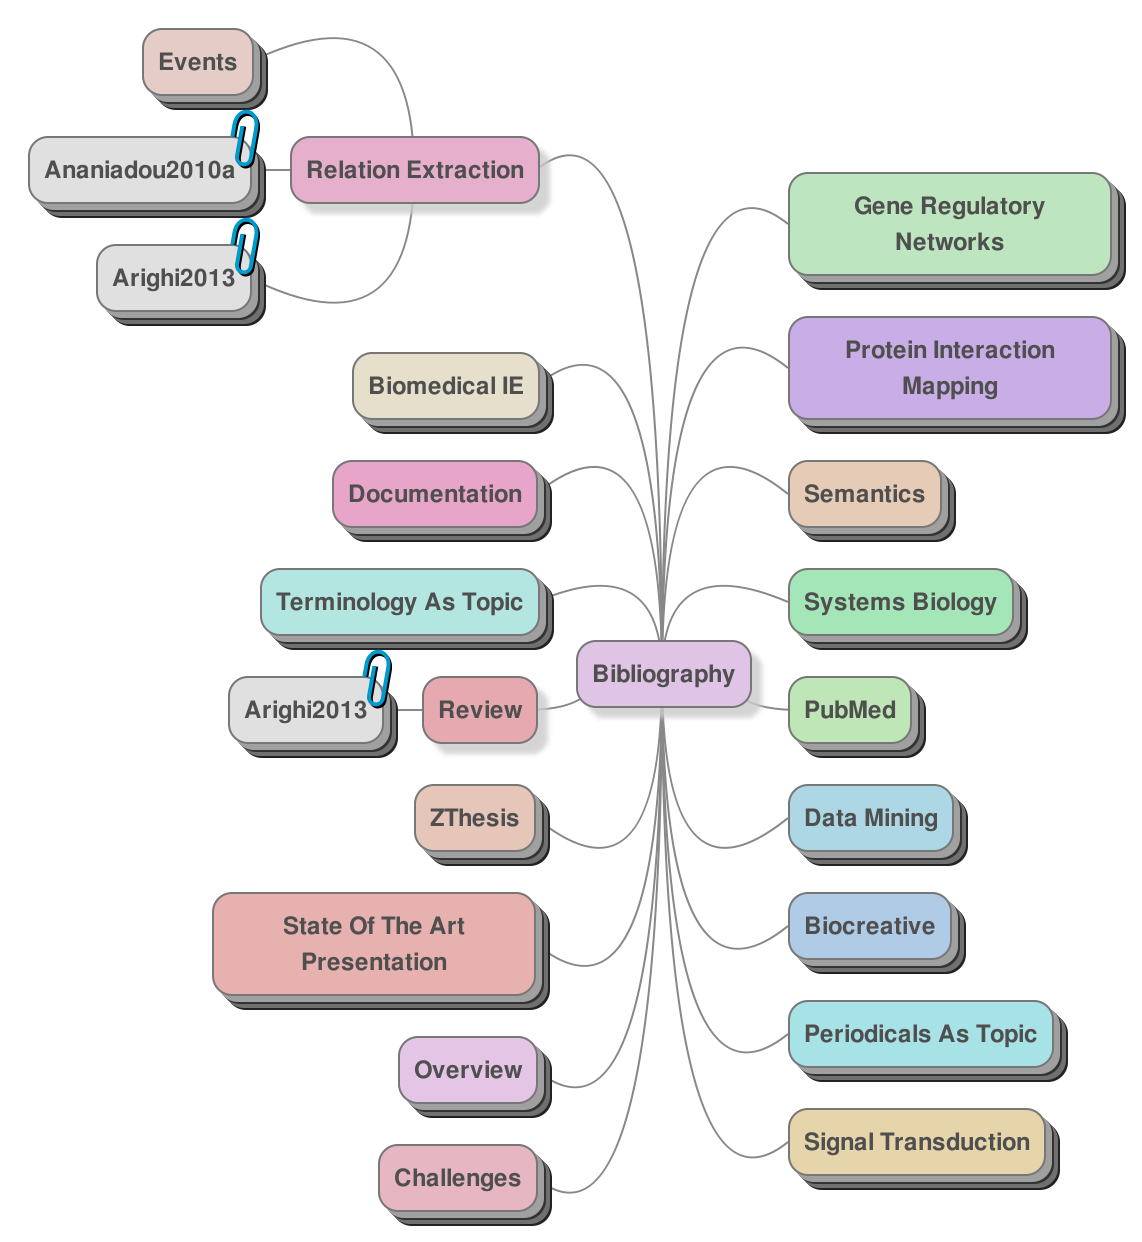 Events
Ananiadou2010a
Relation Extraction
Arighi2013
Biomedical IE
Documentation
Terminology As Topic
Arighi2013
Review
ZThesis
State Of The Art
Presentation
Overview
Challenges
Bibliography
Gene Regulatory
Networks
Protein Interaction
Mapping
Semantics
Systems Biology
PubMed
Data Mining
Biocreative
Periodicals As Topic
Signal Transduction